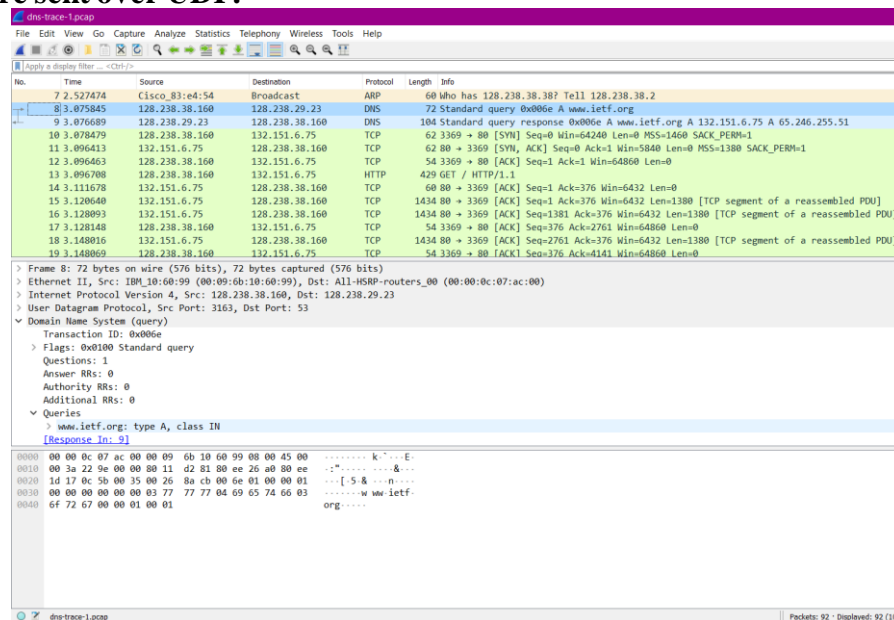 re sent over UDP?
dns-trace-1.pcap
File Edit View Go Capture Analyze Statistics Telephony Wireless Tools Help
Apply a display filter ... <Ctrl-/>
No. Time Source Destination Protocol Length Info
7 2.527474 Cisco_83:e4:54 Broadcast ARP 60 Who has 128.238.38.38? Tell 128.238.38.2
8 3.075845 128.238.38.160 128.238.29.23 DNS 72 Standard query 0x006e A www.ietf.org
9 3.076689 128.238.29.23 128.238.38.160 DNS 104 Standard query response 0x006e A www.ietf.org A 132.151.6.75 A 65.246.255.51
10 3.078479 128.238.38.160 132.151.6.75 TCP 62 3369 → 80 [SYN] Seq=0 Win=64240 Len=0 MSS=1460 SACK_PERM=1
11 3.096413 132.151.6.75 128.238.38.160 TCP 62 80 → 3369 [SYN, ACK] Seq=0 Ack=1 Win=5840 Len=0 MSS=1380 SACK_PERM=1
12 3.096463 128.238.38.160 132.151.6.75 TCP 54 3369 → 80 [ACK] Seq=1 Ack=1 Win=64860 Len=0
13 3.096708 128.238.38.160 132.151.6.75 HTTP 429 GET / HTTP/1.1
14 3.111678 132.151.6.75 128.238.38.160 TCP 60 80 → 3369 [ACK] Seq=1 Ack=376 Win=6432 Len=0
15 3.120640 132.151.6.75 128.238.38.160 TCP 1434 80 → 3369 [ACK] Seq=1 Ack=376 Win=6432 Len=1380 [TCP segment of a reassembled PDU]
16 3.128093 132.151.6.75 128.238.38.160 TCP 1434 80 → 3369 [ACK] Seq=1381 Ack=376 Win=6432 Len=1380 [TCP segment of a reassembled PDU]
17 3.128148 128.238.38.160 132.151.6.75 TCP 54 3369 → 80 [ACK] Seq=376 Ack=2761 Win=64860 Len=0
18 3.148016 132.151.6.75 128.238.38.160 TCP 1434 80 → 3369 [ACK] Seq=2761 Ack=376 Win=6432 Len=1380 [TCP segment of a reassembled PDU]
19 3.148069 128.238.38.160 132.151.6.75 TCP 54 3369 → 80 [ACK] Seq=376 Ack=4141 Win=64860 Len=0
> Frame 8: 72 bytes on wire (576 bits), 72 bytes captured (576 bits)
> Ethernet II, Src: IBM_10:60:99 (00:09:6b:10:60:99), Dst: All-HSRP-routers_00 (00:00:0c:07:ac:00)
> Internet Protocol Version 4, Src: 128.238.38.160, Dst: 128.238.29.23
> User Datagram Protocol, Src Port: 3163, Dst Port: 53
Domain Name System (query)
Transaction ID: 0x006e
> Flags: 0x0100 Standard query
Questions: 1
Answer RRs: 0
Authority RRs: 0
Additional RRs: 0
Queries
> www.ietf.org: type A, class IN
[Response In: 9]
0000 00 00 0c 07 ac 00 00 09 6b 10 60 99 08 00 45 00 ········ k·`···E·
0010 00 3a 22 9e 00 00 80 11 d2 81 80 ee 26 a0 80 ee ·:"····· ····&···
0020 1d 17 0c 5b 00 35 00 26 8a cb 00 6e 01 00 00 01 ···[·5·& ···n····
0030 00 00 00 00 00 00 03 77 77 77 04 69 65 74 66 03 ·······w ww·ietf·
0040 6f 72 67 00 00 01 00 01 org·····
dns-trace-1.pcap Packets: 92 · Displayed: 92 (10